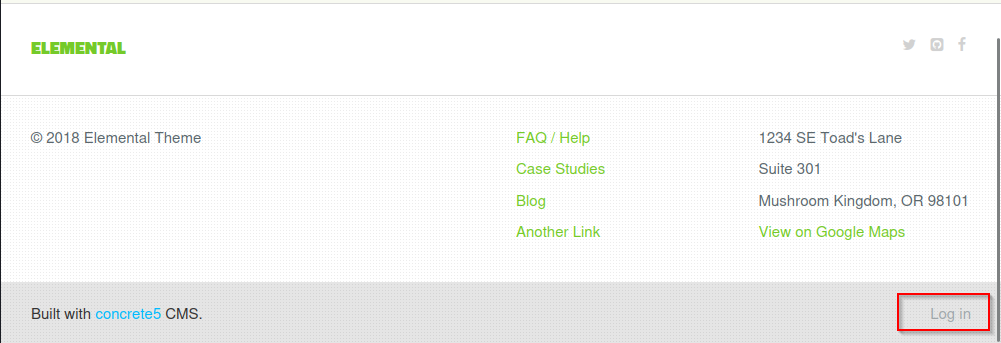 ELEMENTAL
© 2018 Elemental Theme
FAQ / Help
Case Studies
Blog
Another Link
1234 SE Toad's Lane
Suite 301
Mushroom Kingdom, OR 98101
View on Google Maps
Built with concrete5 CMS.
Log in